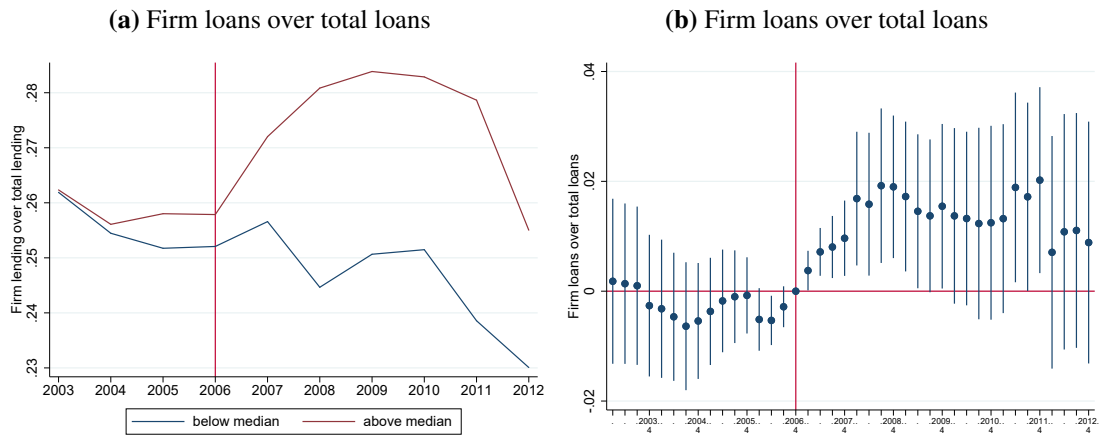 (a) Firm loans over total loans
Firm lending over total lending
.28
.27
.26
.25
.24
.23
2003 2004 2005 2006 2007 2008 2009 2010 2011 2012
below median above median
(b) Firm loans over total loans
Firm loans over total loans
.04
.02
0
-.02
. . .2003. . . .2004. . . .2005. . . .2006. . . .2007. . . .2008. . . .2009. . . .2010. . . .2011. . . .2012.
4 4 4 4 4 4 4 4 4 4